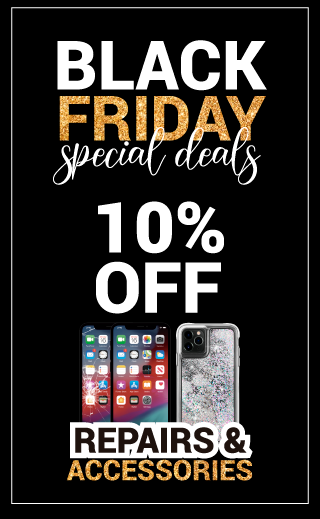 BLACK
FRIDAY
special deals
10%
OFF
REPAIRS &
ACCESSORIES